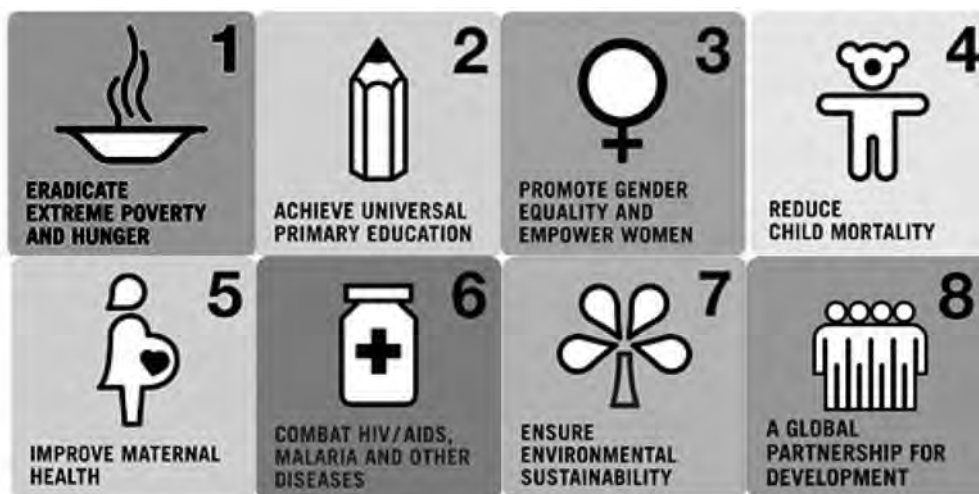 1
ERADICATE
EXTREME POVERTY
AND HUNGER
2
ACHIEVE UNIVERSAL
PRIMARY EDUCATION
3
PROMOTE GENDER
EQUALITY AND
EMPOWER WOMEN
4
REDUCE
CHILD MORTALITY
5
IMPROVE MATERNAL
HEALTH
6
COMBAT HIV/AIDS,
MALARIA AND OTHER
DISEASES
7
ENSURE
ENVIRONMENTAL
SUSTAINABILITY
8
A GLOBAL
PARTNERSHIP FOR
DEVELOPMENT